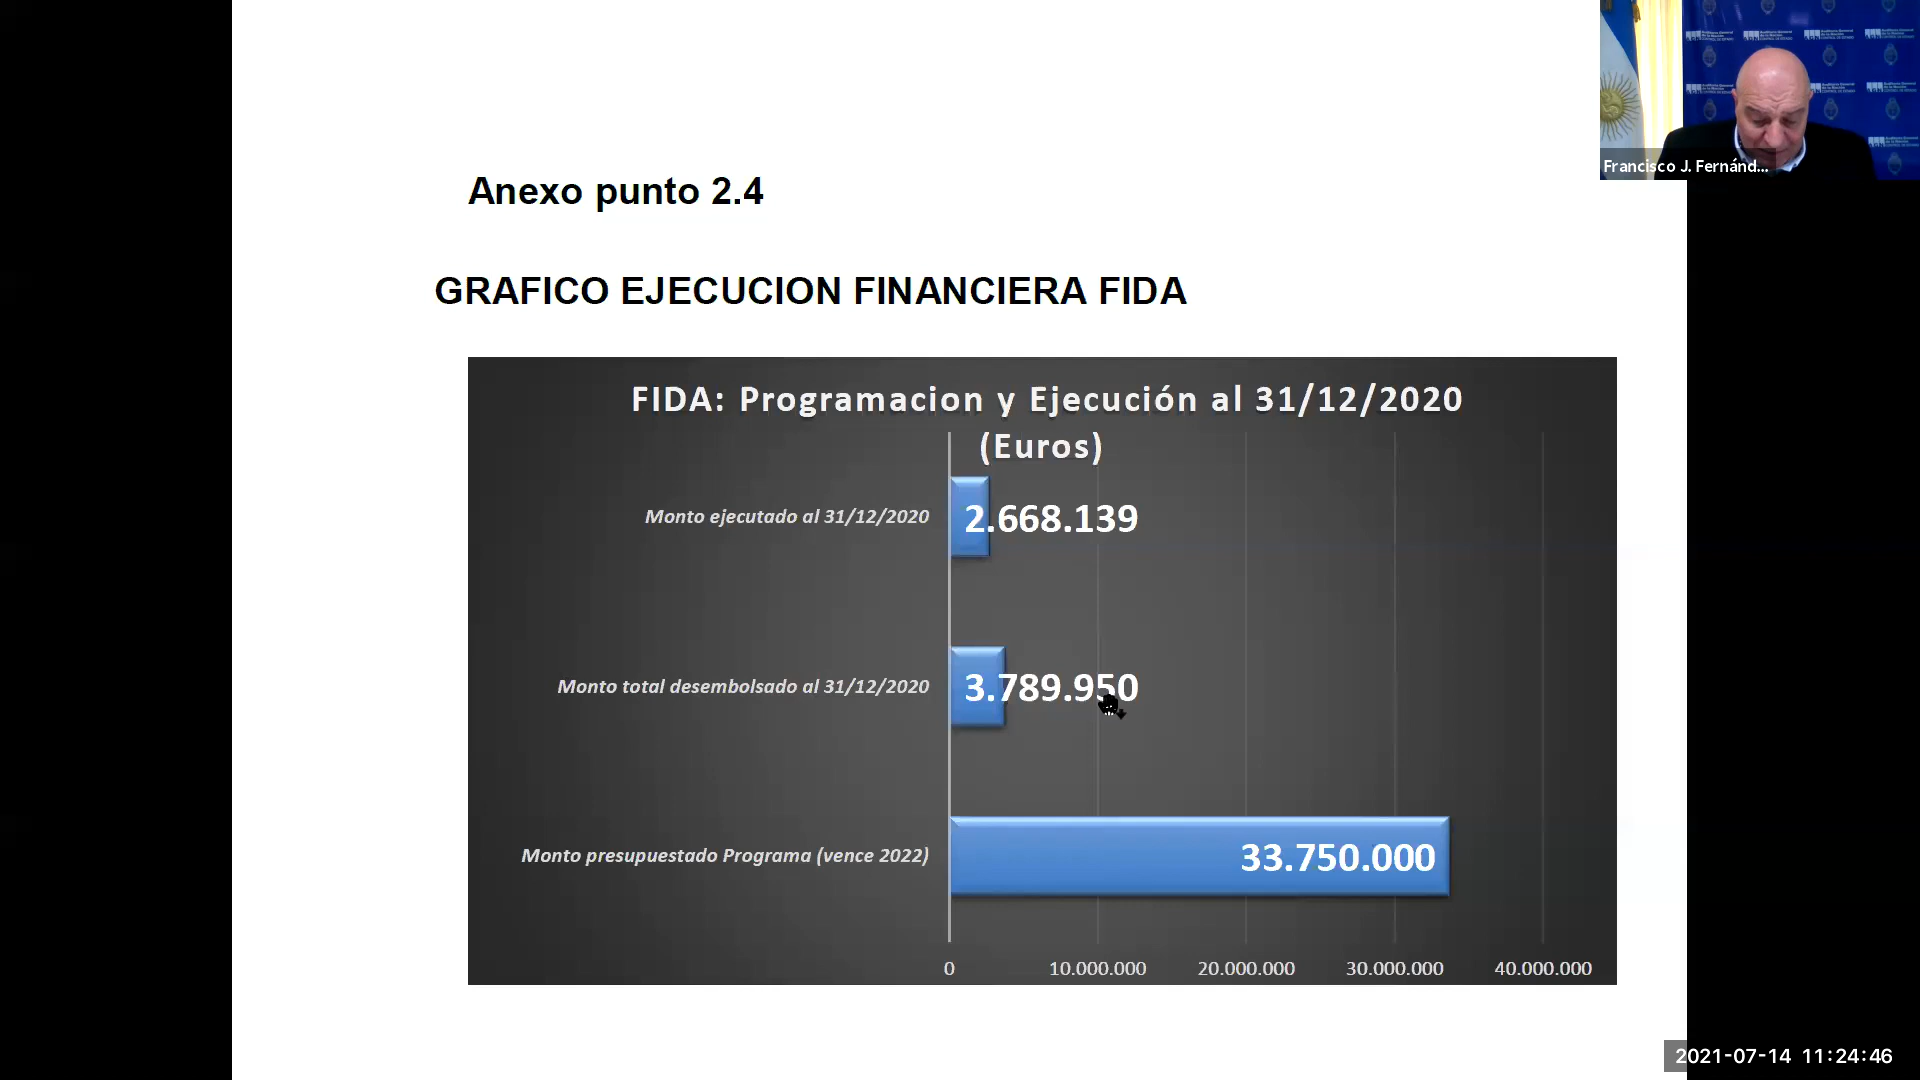 Anexo punto 2.4
GRAFICO EJECUCION FINANCIERA FIDA
FIDA: Programacion y Ejecución al 31/12/2020
(Euros)
Monto ejecutado al 31/12/2020
2.668.139
Monto total desembolsado al 31/12/2020
3.789.950
Monto presupuestado Programa (vence 2022)
33.750.000
0 10.000.000 20.000.000 30.000.000 40.000.000
Francisco J. Fernánd...
2021-07-14 11:24:46